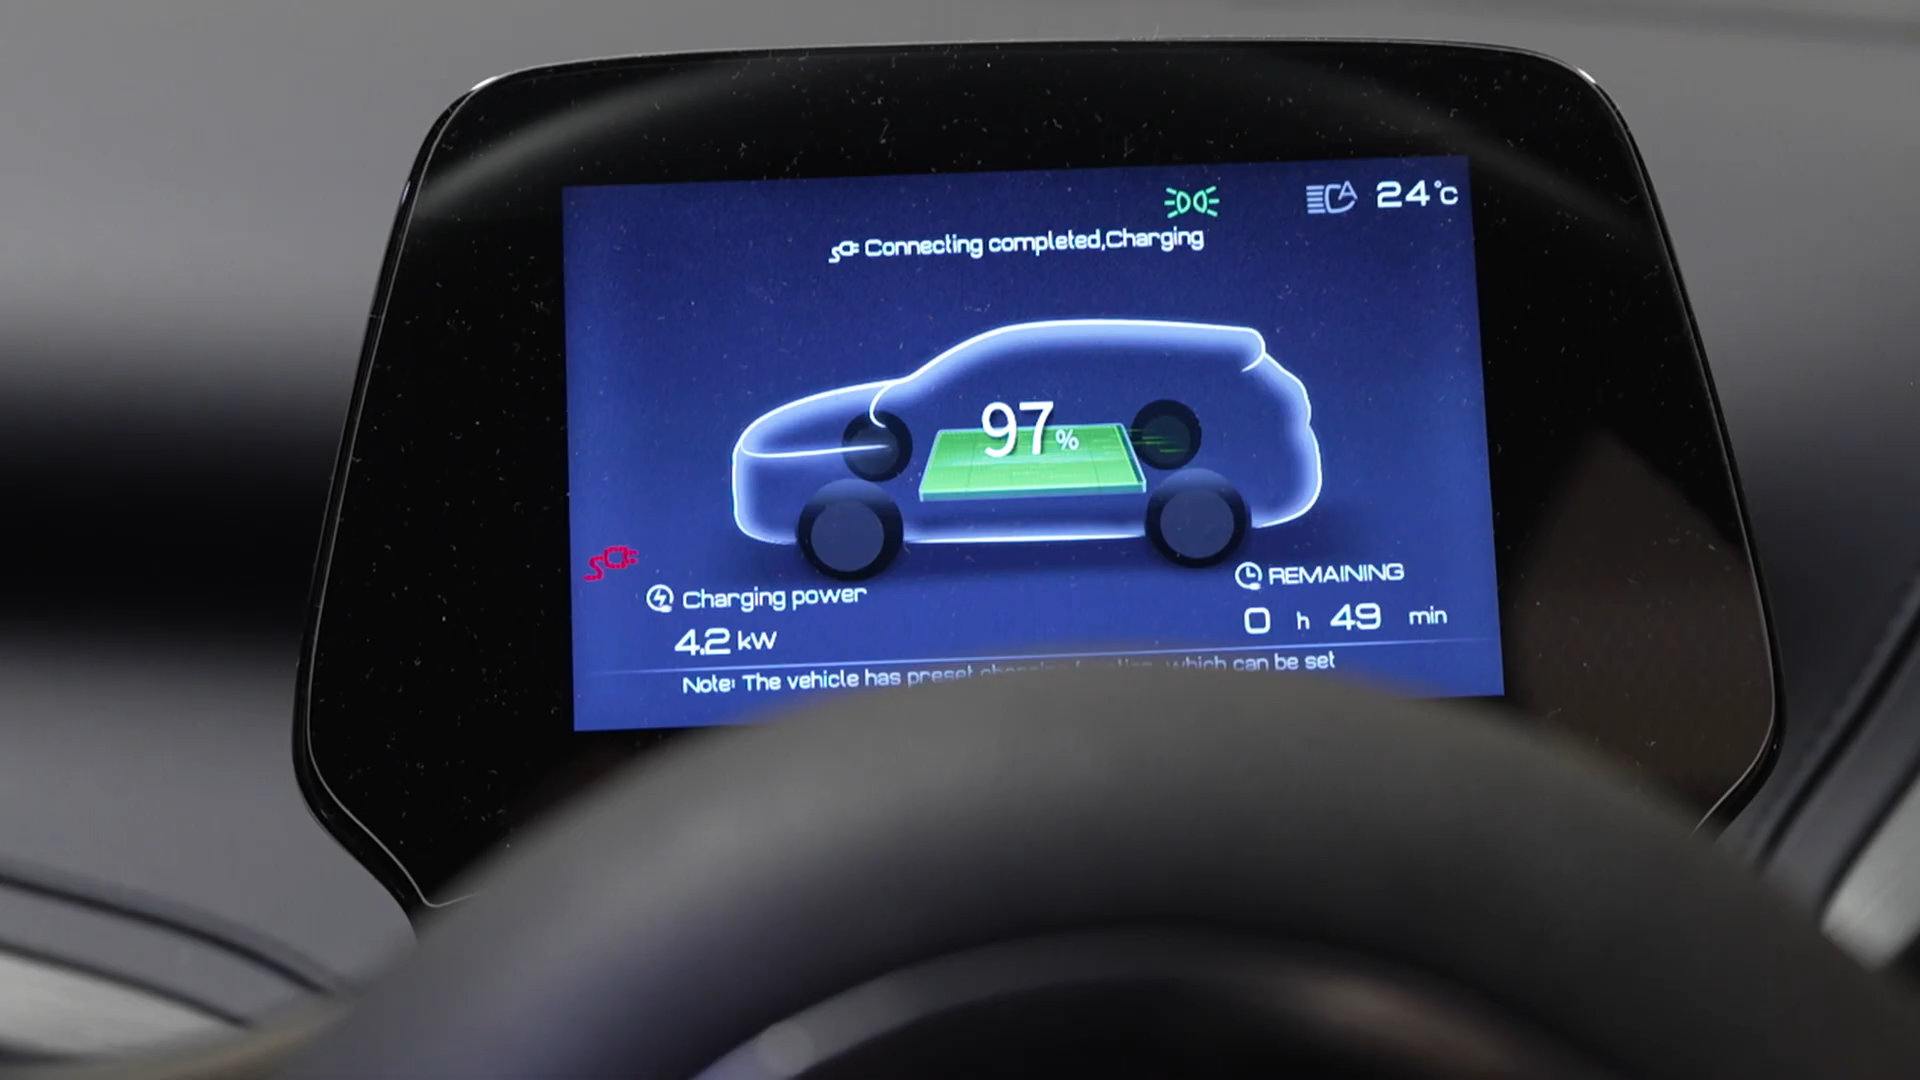 24°C
Connecting completed,Charging
97%
Charging power
4.2 kW
REMAINING
0 h 49 min
Note: The vehicle has preset which can be set